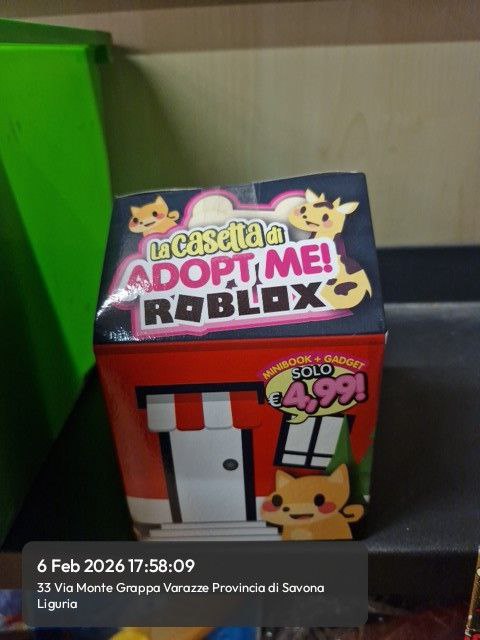 La Casetta di
ADOPT ME!
ROBLOX
MINIBOOK + GADGET
SOLO
€4,99!
6 Feb 2026 17:58:09
33 Via Monte Grappa Varazze Provincia di Savona
Liguria